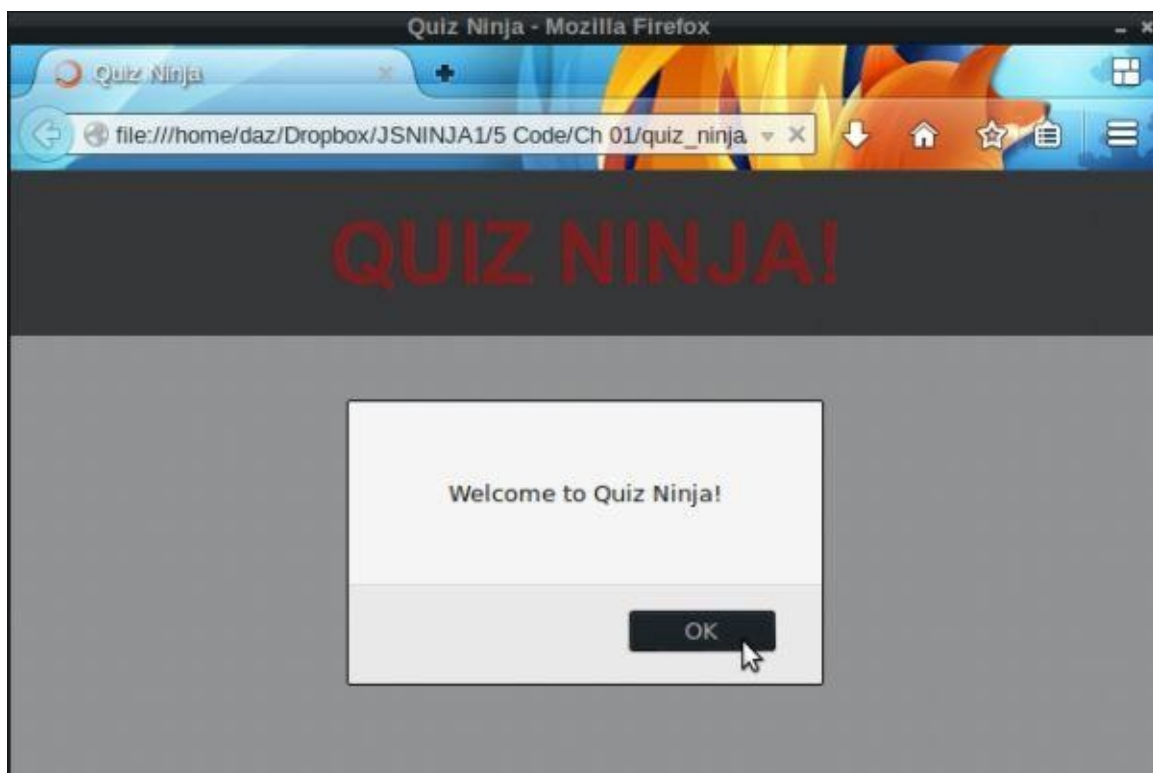 Quiz Ninja - Mozilla Firefox
Quiz Ninja
file:///home/daz/Dropbox/JSNINJA1/5 Code/Ch 01/quiz_ninja
QUIZ NINJA!
Welcome to Quiz Ninja!
OK